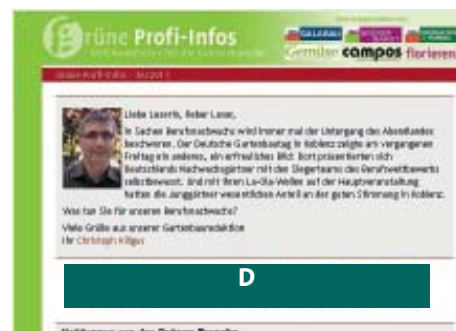 grüne Profi-Infos
GALABAU
Gemüse campos florieren
Grüne Profi-Infos
Liebe Leserin, lieber Leser,
in Sachen Berufsnachwuchs wird immer mal der Untergang des Abendlandes
beschworen. Der Deutsche Gartenbautag in Koblenz zeigte am vergangenen
Freitag ein anderes, ein erfreuliches Bild: Dort präsentierten sich
Deutschlands Nachwuchsgärtner mit den Siegerteams des Berufswettbewerbs
selbstbewusst. Und mit ihren La-Ola-Wellen auf der Hauptveranstaltung
hatten die Junggärtner wesentlichen Anteil an der guten Stimmung in Koblenz.
Was tun Sie für unseren Berufsnachwuchs?
Viele Grüße aus unserer Gartenbauredaktion
Ihr Christoph Killgus
D